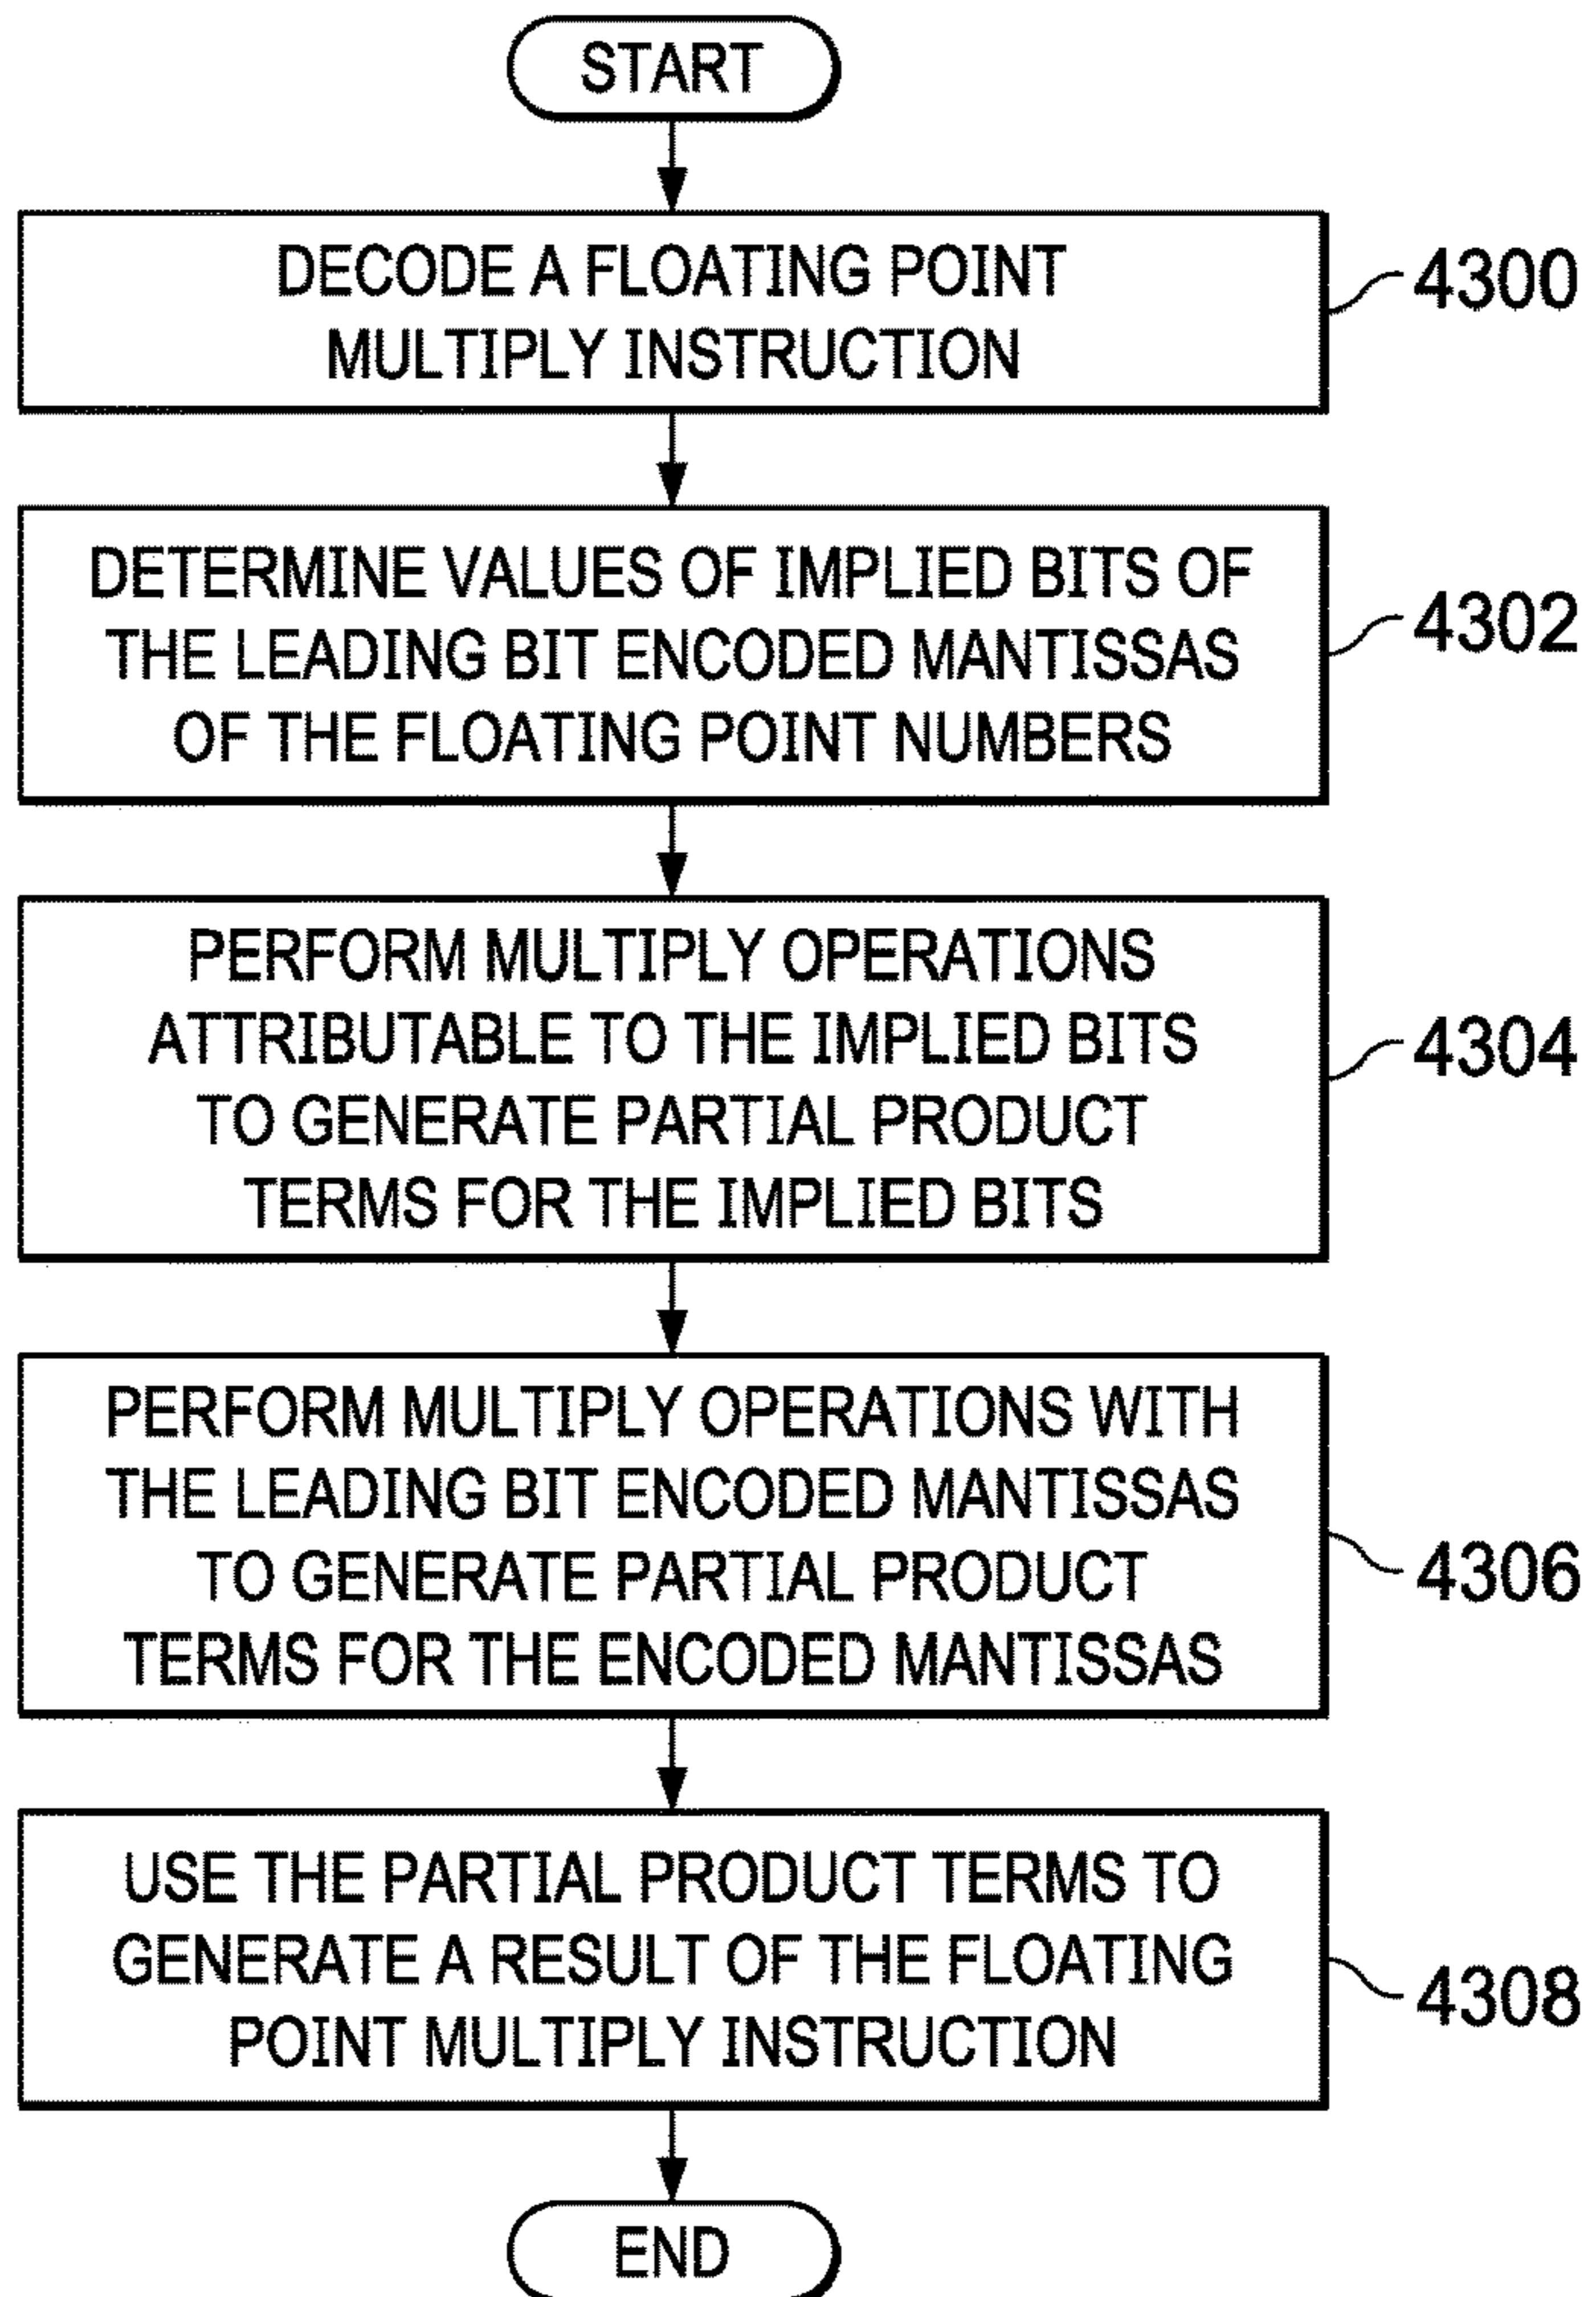 START
DECODE A FLOATING POINT
MULTIPLY INSTRUCTION
4300
DETERMINE VALUES OF IMPLIED BITS OF
THE LEADING BIT ENCODED MANTISSAS
OF THE FLOATING POINT NUMBERS
4302
PERFORM MULTIPLY OPERATIONS
ATTRIBUTABLE TO THE IMPLIED BITS
TO GENERATE PARTIAL PRODUCT
TERMS FOR THE IMPLIED BITS
4304
PERFORM MULTIPLY OPERATIONS WITH
THE LEADING BIT ENCODED MANTISSAS
TO GENERATE PARTIAL PRODUCT
TERMS FOR THE ENCODED MANTISSAS
4306
USE THE PARTIAL PRODUCT TERMS TO
GENERATE A RESULT OF THE FLOATING
POINT MULTIPLY INSTRUCTION
4308
END